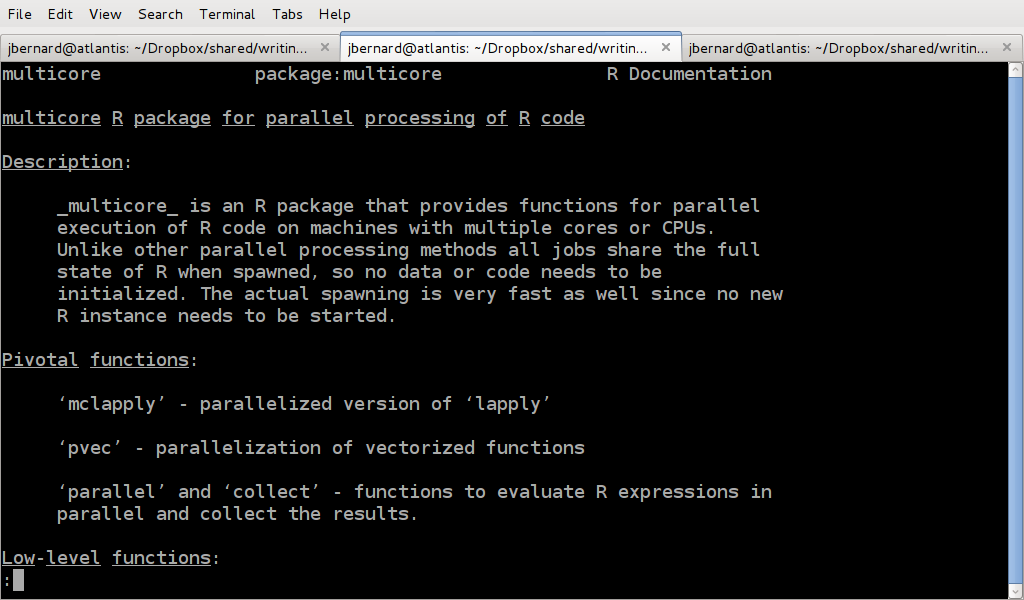 File Edit View Search Terminal Tabs Help
jbernard@atlantis: ~/Dropbox/shared/writin... × jbernard@atlantis: ~/Dropbox/shared/writin... × jbernard@atlantis: ~/Dropbox/shared/writin... ×
multicore package:multicore R Documentation
multicore R package for parallel processing of R code
Description:
_multicore_ is an R package that provides functions for parallel
execution of R code on machines with multiple cores or CPUs.
Unlike other parallel processing methods all jobs share the full
state of R when spawned, so no data or code needs to be
initialized. The actual spawning is very fast as well since no new
R instance needs to be started.
Pivotal functions:
‘mclapply’ - parallelized version of ‘lapply’
‘pvec’ - parallelization of vectorized functions
‘parallel’ and ‘collect’ - functions to evaluate R expressions in
parallel and collect the results.
Low-level functions:
: